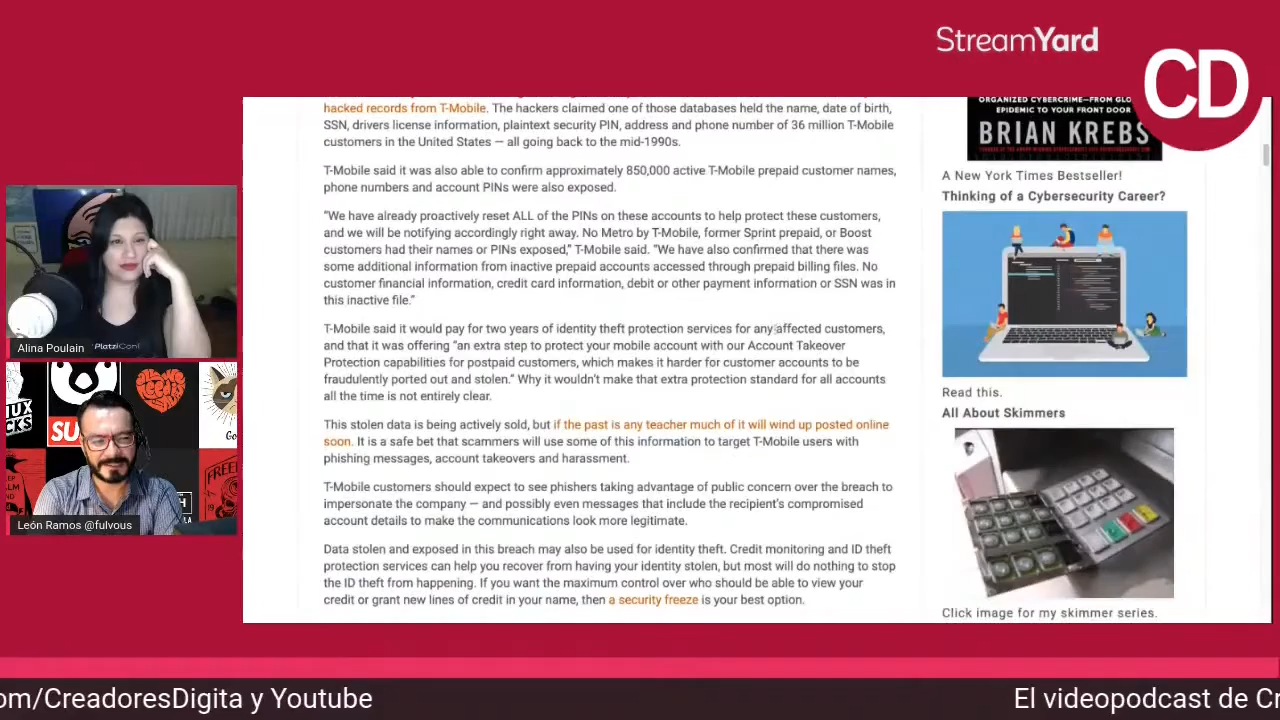 StreamYard
CD
hacked records from T-Mobile. The hackers claimed one of those databases held the name, date of birth,
SSN, drivers license information, plaintext security PIN, address and phone number of 36 million T-Mobile
customers in the United States — all going back to the mid-1990s.
T-Mobile said it was also able to confirm approximately 850,000 active T-Mobile prepaid customer names,
phone numbers and account PINs were also exposed.
“We have already proactively reset ALL of the PINs on these accounts to help protect these customers,
and we will be notifying accordingly right away. No Metro by T-Mobile, former Sprint prepaid, or Boost
customers had their names or PINs exposed,” T-Mobile said. “We have also confirmed that there was
some additional information from inactive prepaid accounts accessed through prepaid billing files. No
customer financial information, credit card information, debit or other payment information or SSN was in
this inactive file.”
T-Mobile said it would pay for two years of identity theft protection services for any affected customers,
and that it was offering “an extra step to protect your mobile account with our Account Takeover
Protection capabilities for postpaid customers, which makes it harder for customer accounts to be
fraudulently ported out and stolen.” Why it wouldn’t make that extra protection standard for all accounts
all the time is not entirely clear.
This stolen data is being actively sold, but if the past is any teacher much of it will wind up posted online
soon. It is a safe bet that scammers will use some of this information to target T-Mobile users with
phishing messages, account takeovers and harassment.
T-Mobile customers should expect to see phishers taking advantage of public concern over the breach to
impersonate the company — and possibly even messages that include the recipient’s compromised
account details to make the communications look more legitimate.
Data stolen and exposed in this breach may also be used for identity theft. Credit monitoring and ID theft
protection services can help you recover from having your identity stolen, but most will do nothing to stop
the ID theft from happening. If you want the maximum control over who should be able to view your
credit or grant new lines of credit in your name, then a security freeze is your best option.
ORGANIZED CYBERCRIME—FROM GLO
EPIDEMIC TO YOUR FRONT DOOR
BRIAN KREBS
A New York Times Bestseller!
Thinking of a Cybersecurity Career?
Read this.
All About Skimmers
Click image for my skimmer series.
Platzi Conf
Alina Poulain
SU
León Ramos @fulvous
om/CreadoresDigita y Youtube
El videopodcast de Cr